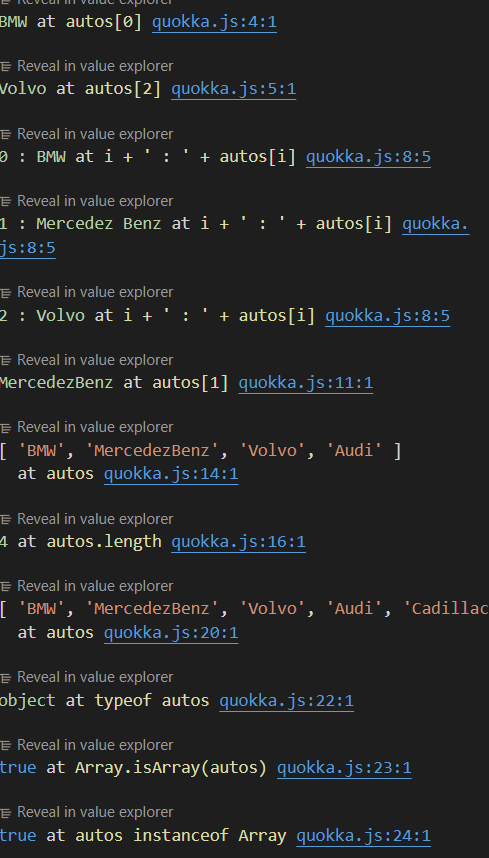 Reveal in value explorer
BMW at autos[0] quokka.js:4:1
Reveal in value explorer
Volvo at autos[2] quokka.js:5:1
Reveal in value explorer
0 : BMW at i + ' : ' + autos[i] quokka.js:8:5
Reveal in value explorer
1 : Mercedez Benz at i + ' : ' + autos[i] quokka.
js:8:5
Reveal in value explorer
2 : Volvo at i + ' : ' + autos[i] quokka.js:8:5
Reveal in value explorer
MercedezBenz at autos[1] quokka.js:11:1
Reveal in value explorer
[ 'BMW', 'MercedezBenz', 'Volvo', 'Audi' ]
at autos quokka.js:14:1
Reveal in value explorer
4 at autos.length quokka.js:16:1
Reveal in value explorer
[ 'BMW', 'MercedezBenz', 'Volvo', 'Audi', 'Cadillac
at autos quokka.js:20:1
Reveal in value explorer
object at typeof autos quokka.js:22:1
Reveal in value explorer
true at Array.isArray(autos) quokka.js:23:1
Reveal in value explorer
true at autos instanceof Array quokka.js:24:1